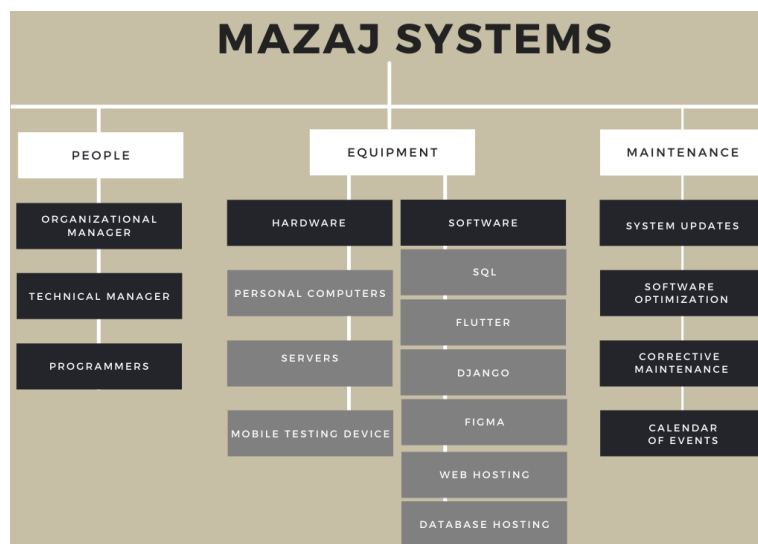 MAZAJ SYSTEMS
PEOPLE
ORGANIZATIONAL
MANAGER
TECHNICAL MANAGER
PROGRAMMERS
EQUIPMENT
HARDWARE
PERSONAL COMPUTERS
SERVERS
MOBILE TESTING DEVICE
SOFTWARE
SQL
FLUTTER
DJANGO
FIGMA
WEB HOSTING
DATABASE HOSTING
MAINTENANCE
SYSTEM UPDATES
SOFTWARE
OPTIMIZATION
CORRECTIVE
MAINTENANCE
CALENDAR
OF EVENTS